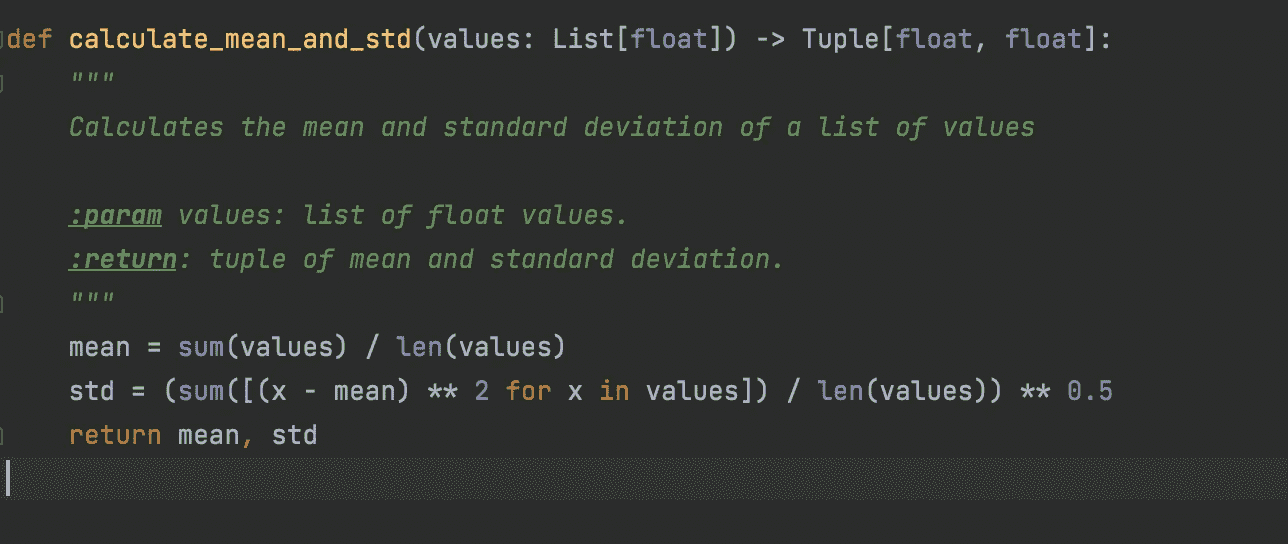 def calculate_mean_and_std(values: List[float]) -> Tuple[float, float]:
"""
Calculates the mean and standard deviation of a list of values
:param values: list of float values.
:return: tuple of mean and standard deviation.
"""
mean = sum(values) / len(values)
std = (sum([(x - mean) ** 2 for x in values]) / len(values)) ** 0.5
return mean, std